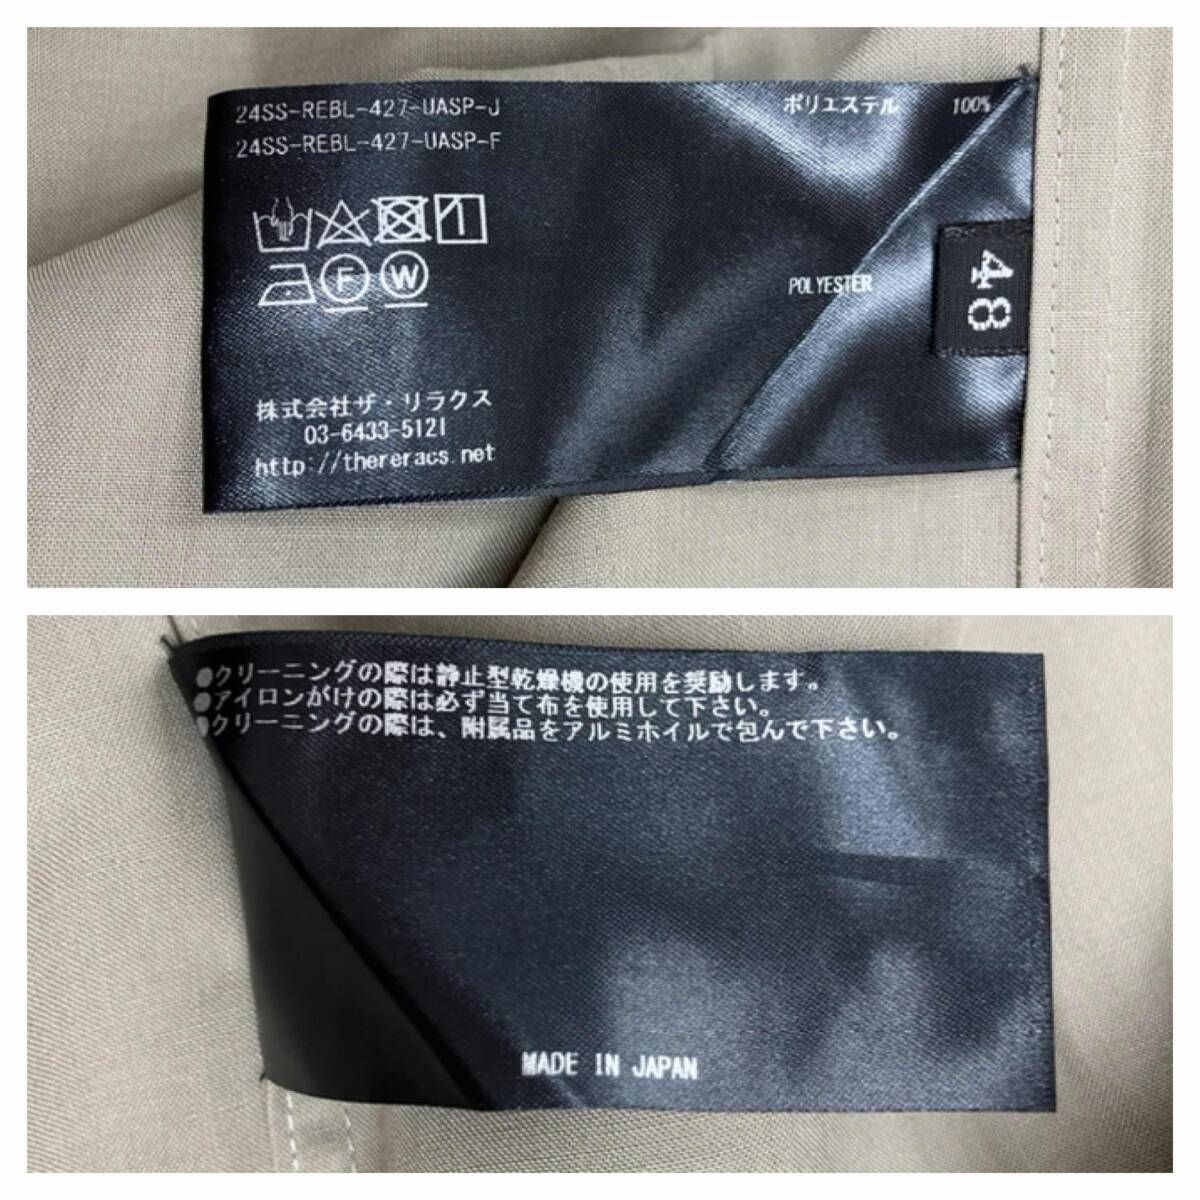 24SS-REBL-427-UASP-J
24SS-REBL-427-UASP-F
ポリエステル 100%
POLYESTER
48
F W
株式会社ザ・リラクス
03-6433-5121
http://thereracs.net
●クリーニングの際は静止型乾燥機の使用を奨励します。
●アイロンがけの際は必ず当て布を使用して下さい。
●クリーニングの際は、附属品をアルミホイルで包んで下さい。
MADE IN JAPAN